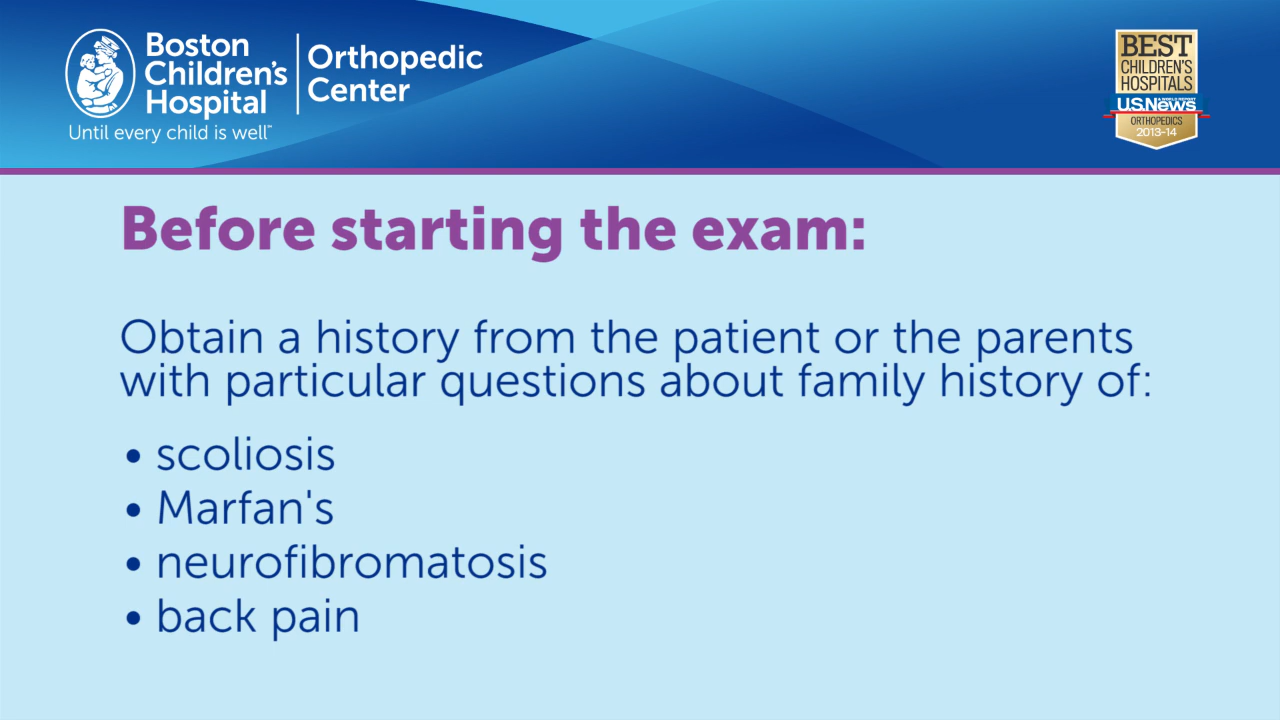 Boston
Children's
Hospital
Until every child is well™
Orthopedic
Center
BEST
CHILDREN'S
HOSPITALS
U.S.News
& WORLD REPORT
ORTHOPEDICS
2013-14
Before starting the exam:
Obtain a history from the patient or the parents
with particular questions about family history of:
• scoliosis
• Marfan's
• neurofibromatosis
• back pain